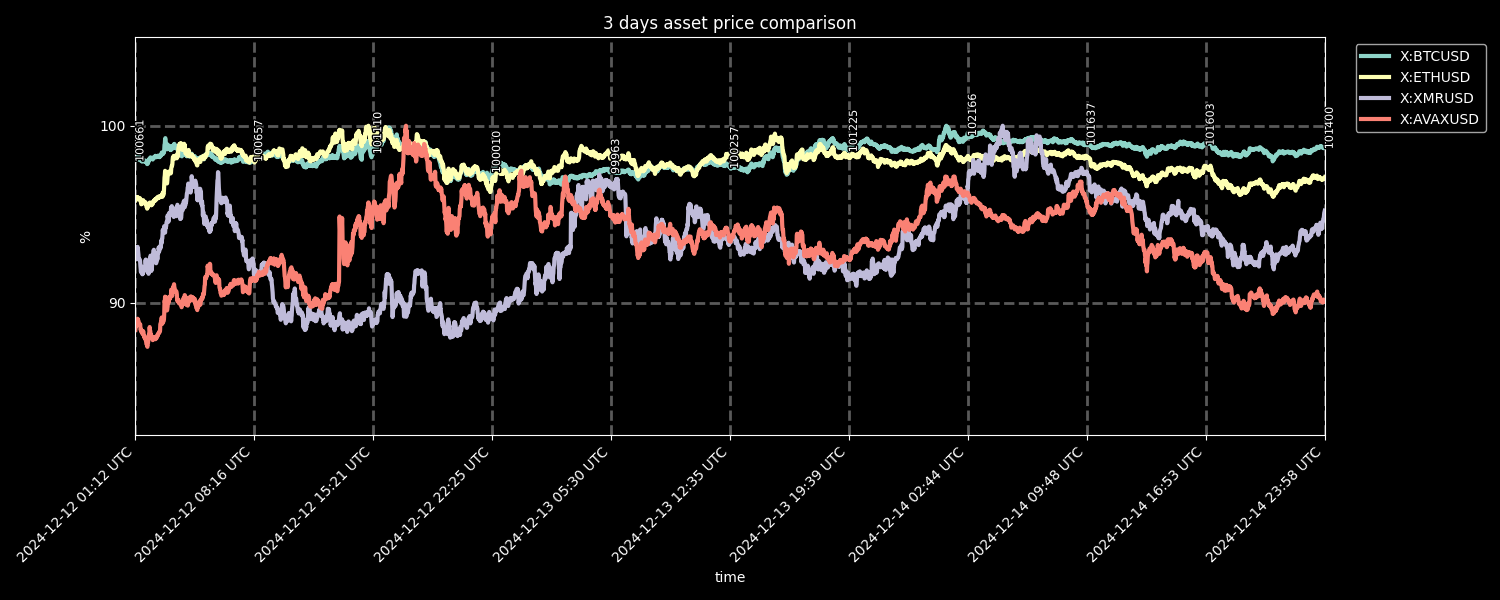 3 days asset price comparison
X:BTCUSD
X:ETHUSD
X:XMRUSD
X:AVAXUSD
100
90
%
100661
100657
101110
100010
99963
100257
101225
102166
101637
101603
101400
2024-12-12 01:12 UTC
2024-12-12 08:16 UTC
2024-12-12 15:21 UTC
2024-12-12 22:25 UTC
2024-12-13 05:30 UTC
2024-12-13 12:35 UTC
2024-12-13 19:39 UTC
2024-12-14 02:44 UTC
2024-12-14 09:48 UTC
2024-12-14 16:53 UTC
2024-12-14 23:58 UTC
time